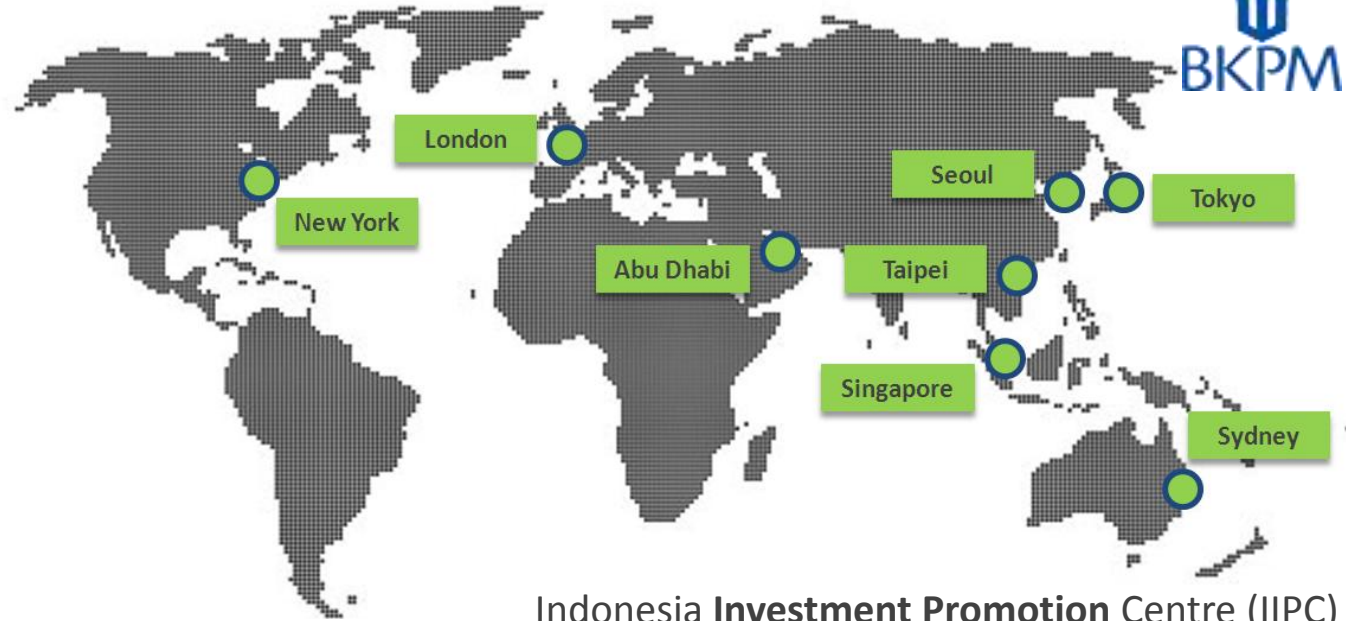 BKPM
London
Seoul
Tokyo
New York
Abu Dhabi
Taipei
Singapore
Sydney
Indonesia Investment Promotion Centre (IIPC)